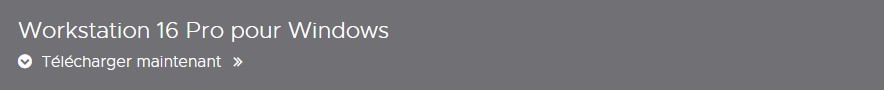 Workstation 16 Pro pour Windows
Télécharger maintenant »